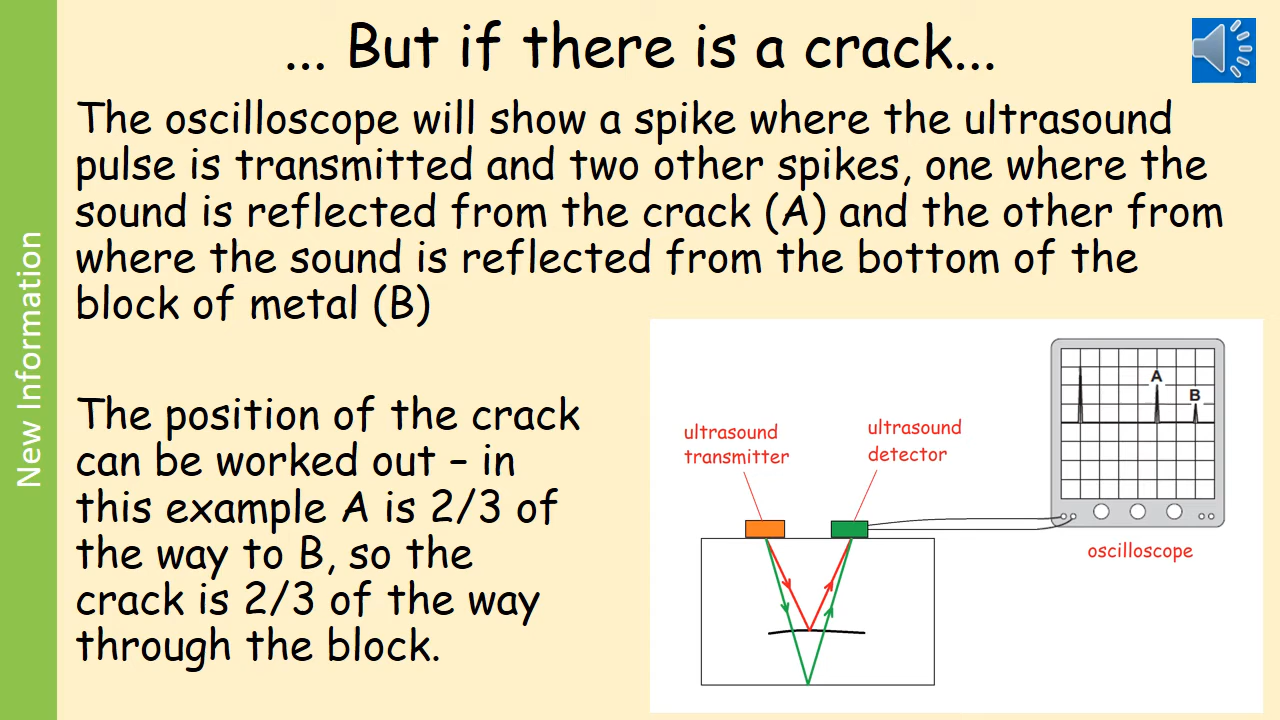 ... But if there is a crack...
The oscilloscope will show a spike where the ultrasound
pulse is transmitted and two other spikes, one where the
sound is reflected from the crack (A) and the other from
where the sound is reflected from the bottom of the
block of metal (B)
The position of the crack
can be worked out – in
this example A is 2/3 of
the way to B, so the
crack is 2/3 of the way
through the block.
New Information
ultrasound
transmitter
ultrasound
detector
A
B
oscilloscope